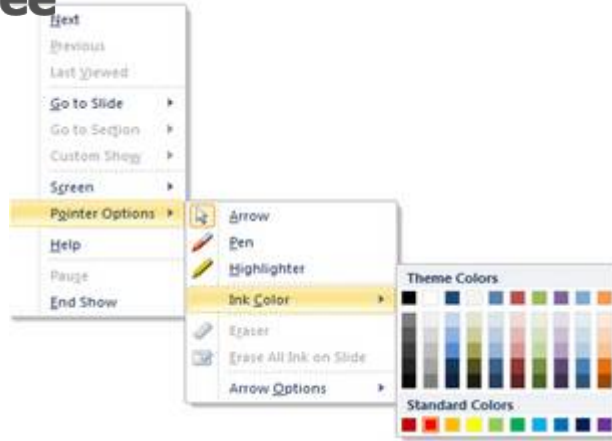 ee
Next
Previous
Last Viewed
Go to Slide
Go to Section
Custom Show
Screen
Pointer Options
Help
Pause
End Show
Arrow
Pen
Highlighter
Ink Color
Eraser
Erase All Ink on Slide
Arrow Options
Theme Colors
Standard Colors